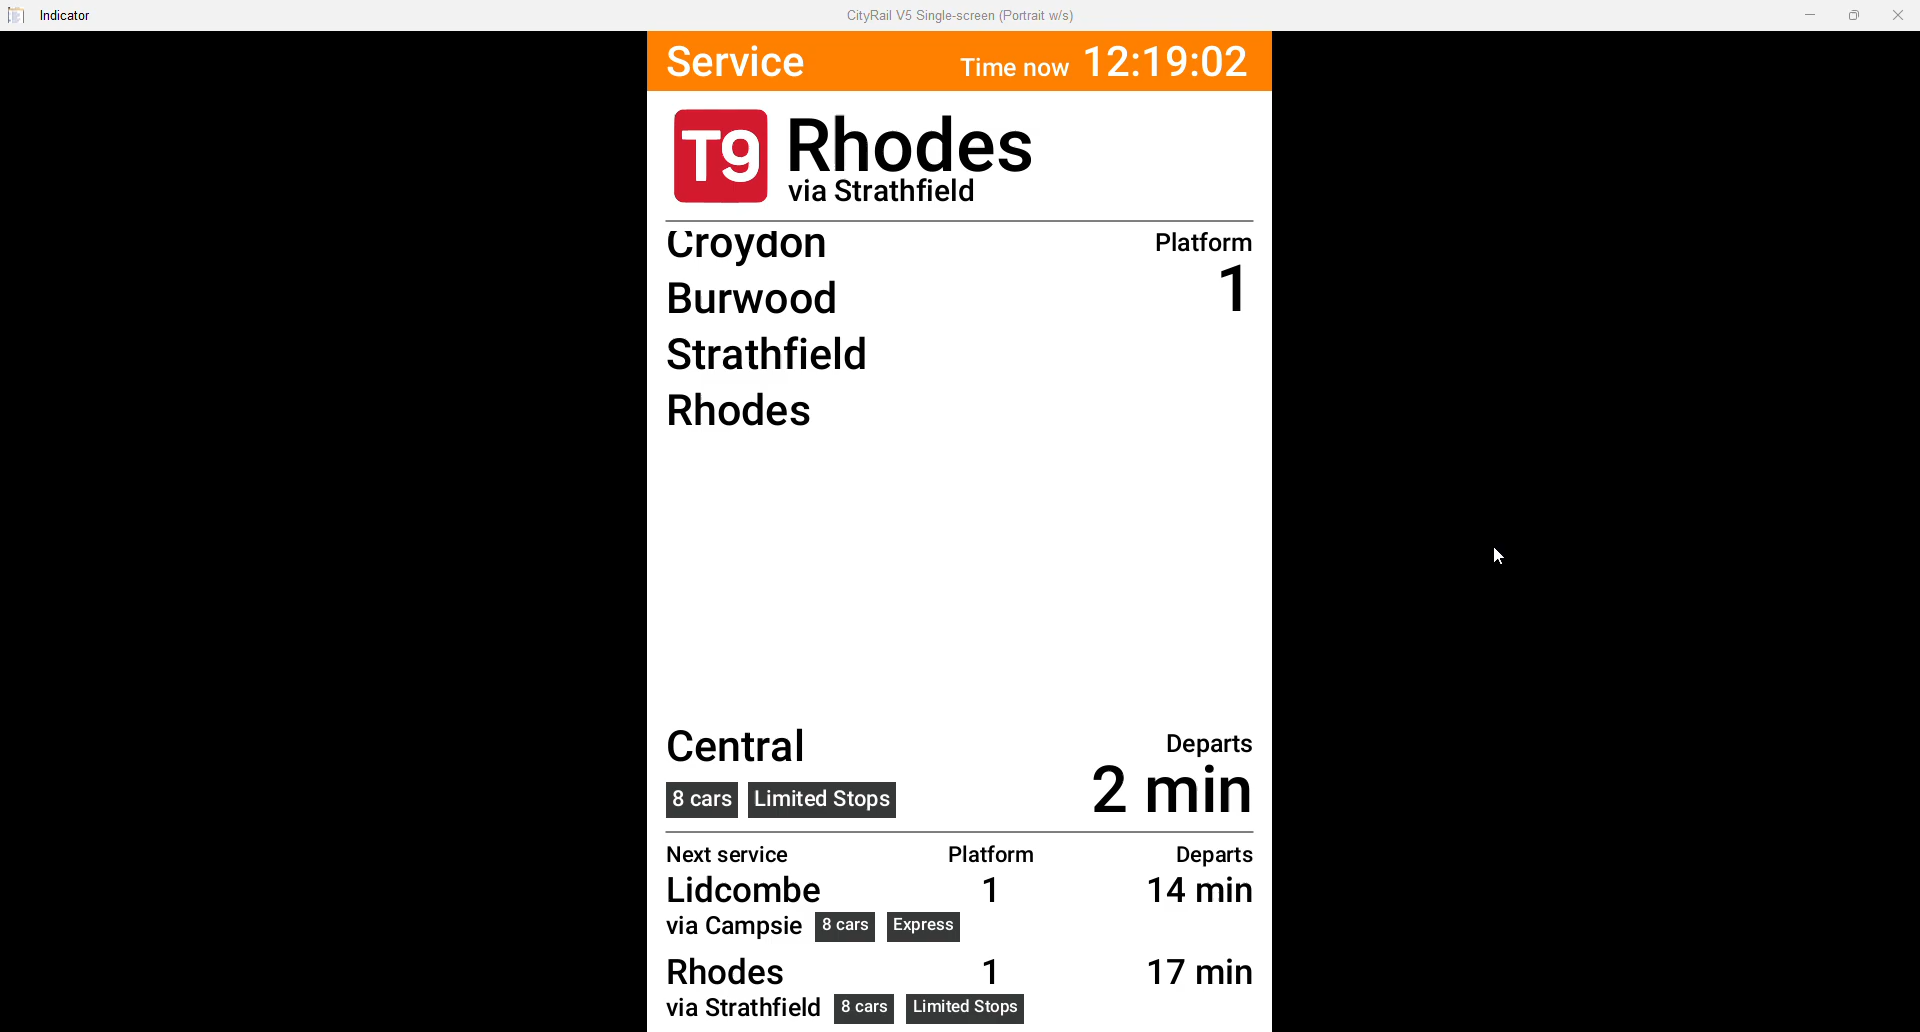 Indicator
CityRail V5 Single-screen (Portrait w/s)
Service Time now 12:19:02
T9 Rhodes
via Strathfield
Croydon
Platform
1
Burwood
Strathfield
Rhodes
Central
8 cars Limited Stops
Departs
2 min
Next service Platform Departs
Lidcombe 1 14 min
via Campsie 8 cars Express
Rhodes 1 17 min
via Strathfield 8 cars Limited Stops